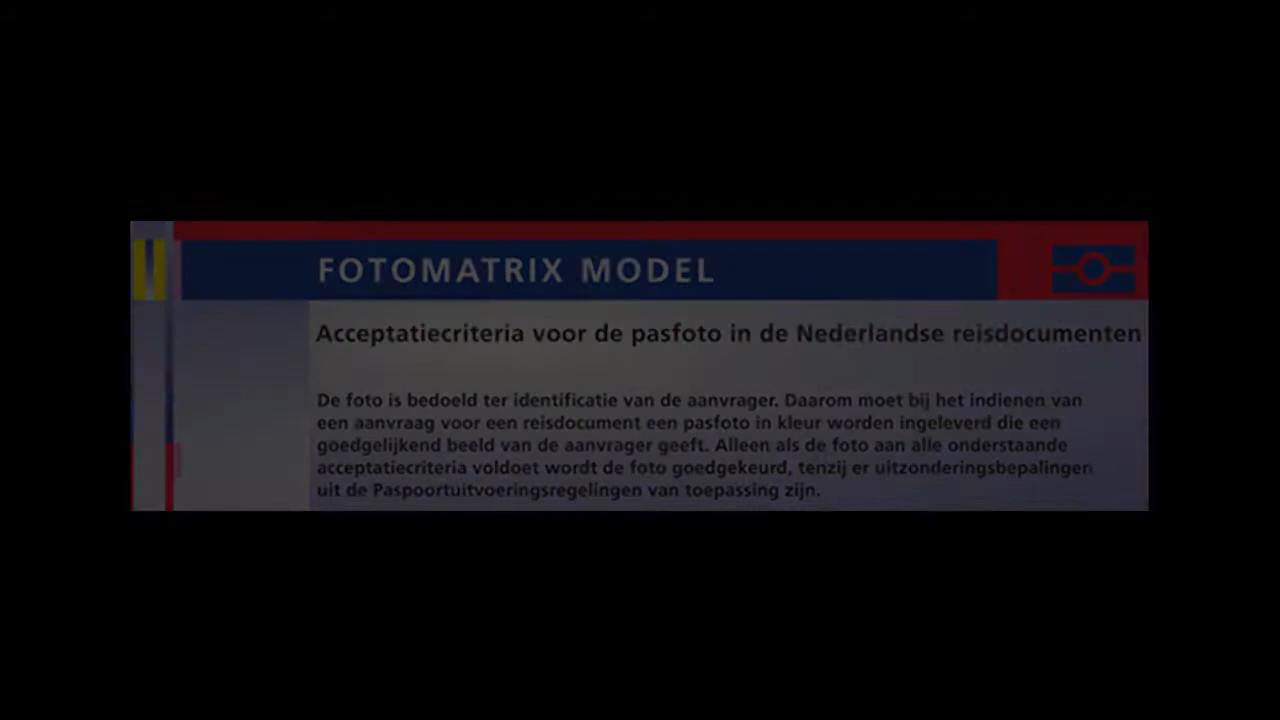 FOTOMATRIX MODEL
Acceptatiecriteria voor de pasfoto in de Nederlandse reisdocumenten
De foto is bedoeld ter identificatie van de aanvrager. Daarom moet bij het indienen van
een aanvraag voor een reisdocument een pasfoto in kleur worden ingeleverd die een
goedgelijkend beeld van de aanvrager geeft. Alleen als de foto aan alle onderstaande
acceptatiecriteria voldoet wordt de foto goedgekeurd, tenzij er uitzonderingsbepalingen
uit de Paspoortuitvoeringsregelingen van toepassing zijn.